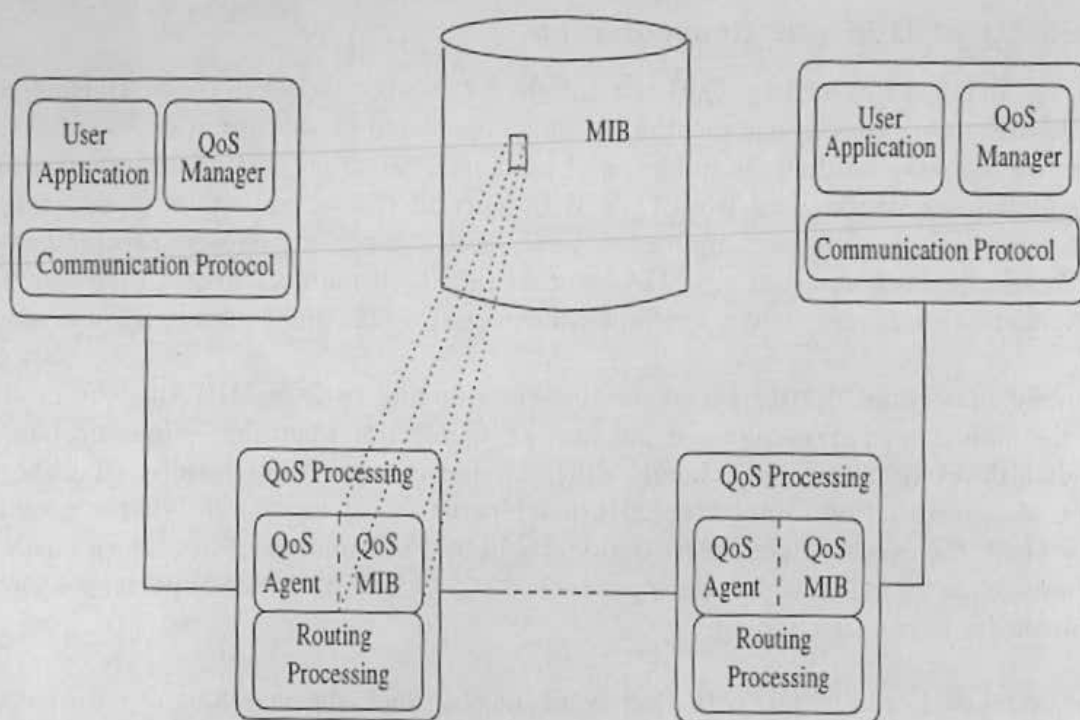 User
Application
QoS
Manager
Communication Protocol
MIB
User
Application
QoS
Manager
Communication Protocol
QoS Processing
QoS
Agent
QoS
MIB
Routing
Processing
QoS Processing
QoS
Agent
QoS
MIB
Routing
Processing